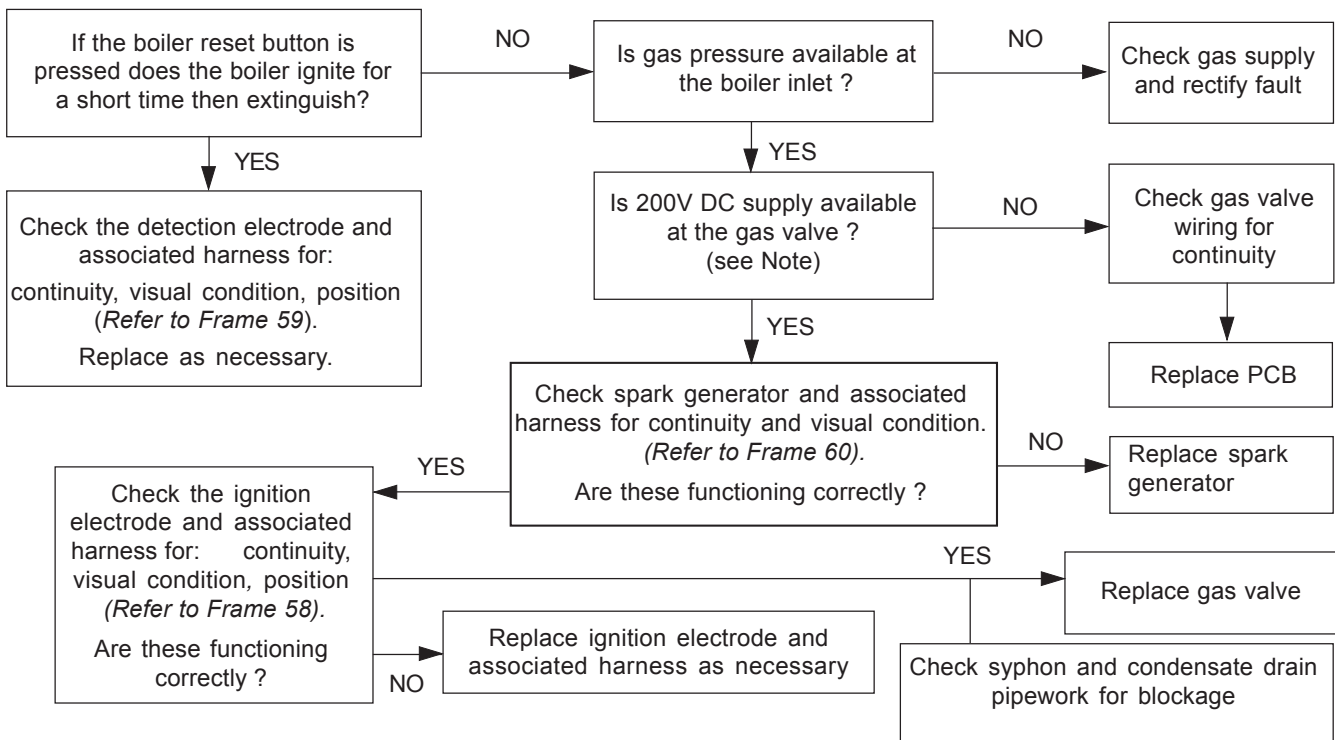 If the boiler reset button is
pressed does the boiler ignite for
a short time then extinguish?
NO
Is gas pressure available at
the boiler inlet ?
NO
Check gas supply
and rectify fault
YES
YES
Check the detection electrode and
associated harness for:
continuity, visual condition, position
(Refer to Frame 59).
Replace as necessary.
Is 200V DC supply available
at the gas valve ?
(see Note)
NO
Check gas valve
wiring for
continuity
YES
Replace PCB
Check spark generator and associated
harness for continuity and visual condition.
(Refer to Frame 60).
Are these functioning correctly ?
NO
Replace spark
generator
YES
Check the ignition
electrode and associated
harness for: continuity,
visual condition, position
(Refer to Frame 58).
Are these functioning
correctly ?
YES
Replace gas valve
NO
Replace ignition electrode and
associated harness as necessary
Check syphon and condensate drain
pipework for blockage